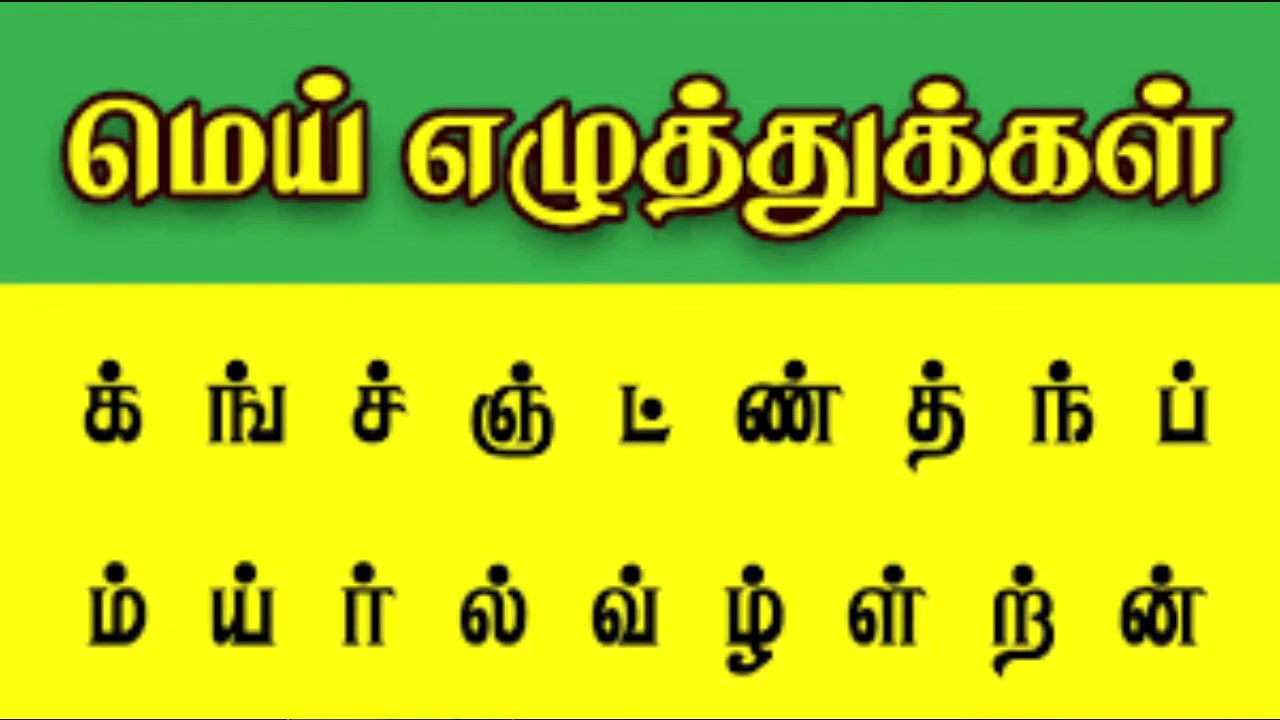 மெய் எழுத்துக்கள்
க் ங் ச் ஞ் ட் ண் த் ந் ப்
ம் ய் ர் ல் வ் ழ் ள் ற் ன்